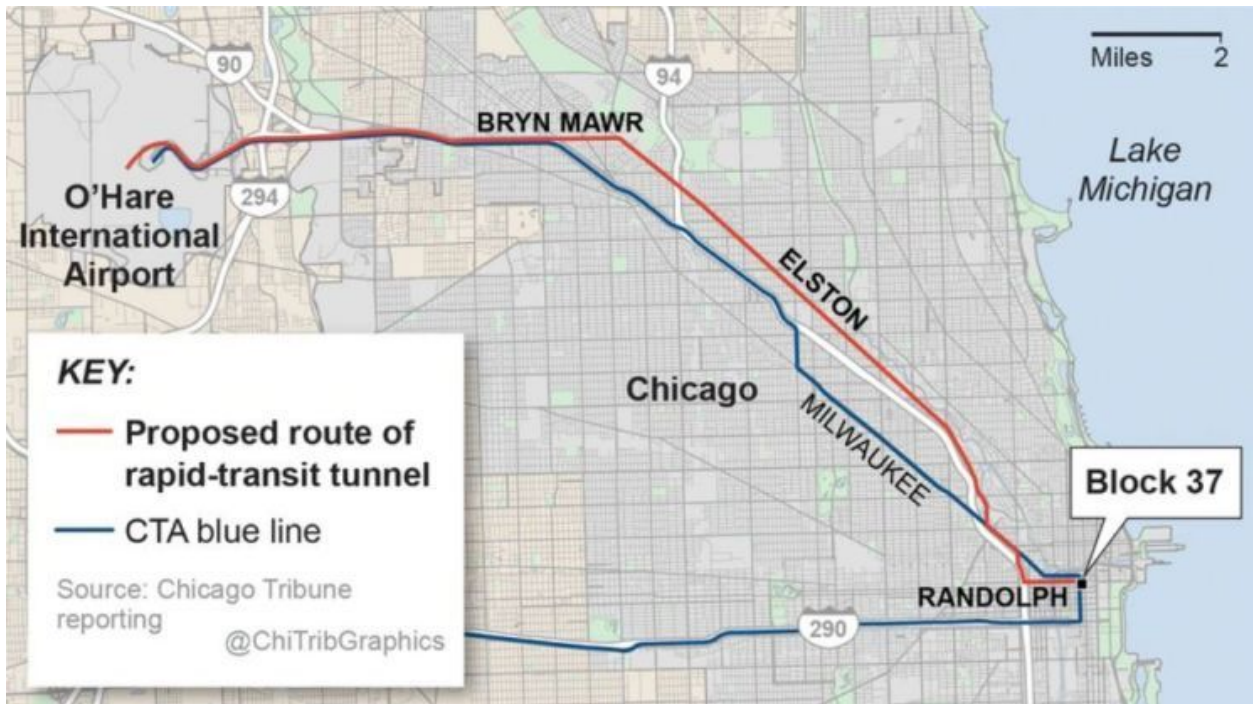 90
94
Miles 2
BRYN MAWR
Lake
Michigan
O'Hare
International
Airport
294
ELSTON
Chicago
MILWAUKEE
Block 37
RANDOLPH
290
KEY:
Proposed route of
rapid-transit tunnel
CTA blue line
Source: Chicago Tribune
reporting
@ChiTribGraphics